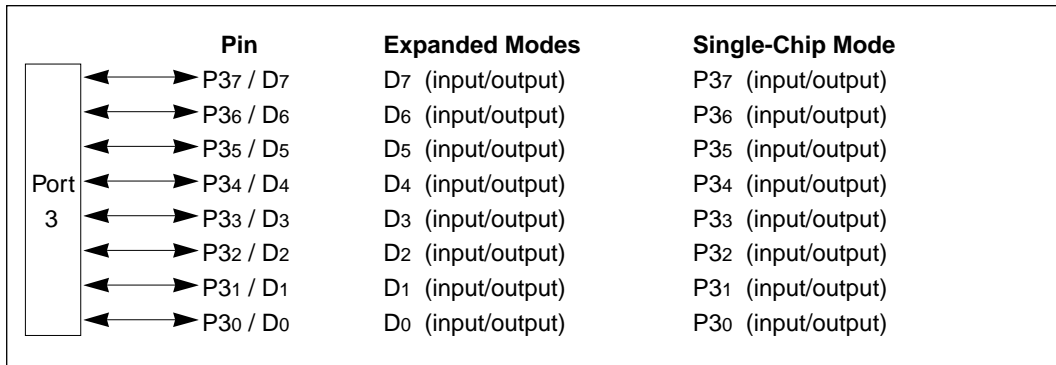 Pin Expanded Modes Single-Chip Mode
P37 / D7 D7 (input/output) P37 (input/output)
P36 / D6 D6 (input/output) P36 (input/output)
P35 / D5 D5 (input/output) P35 (input/output)
Port P34 / D4 D4 (input/output) P34 (input/output)
3 P33 / D3 D3 (input/output) P33 (input/output)
P32 / D2 D2 (input/output) P32 (input/output)
P31 / D1 D1 (input/output) P31 (input/output)
P30 / D0 D0 (input/output) P30 (input/output)